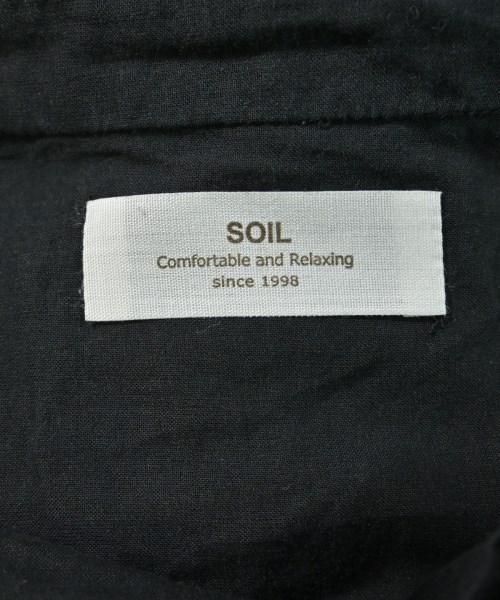 SOIL
Comfortable and Relaxing
since 1998